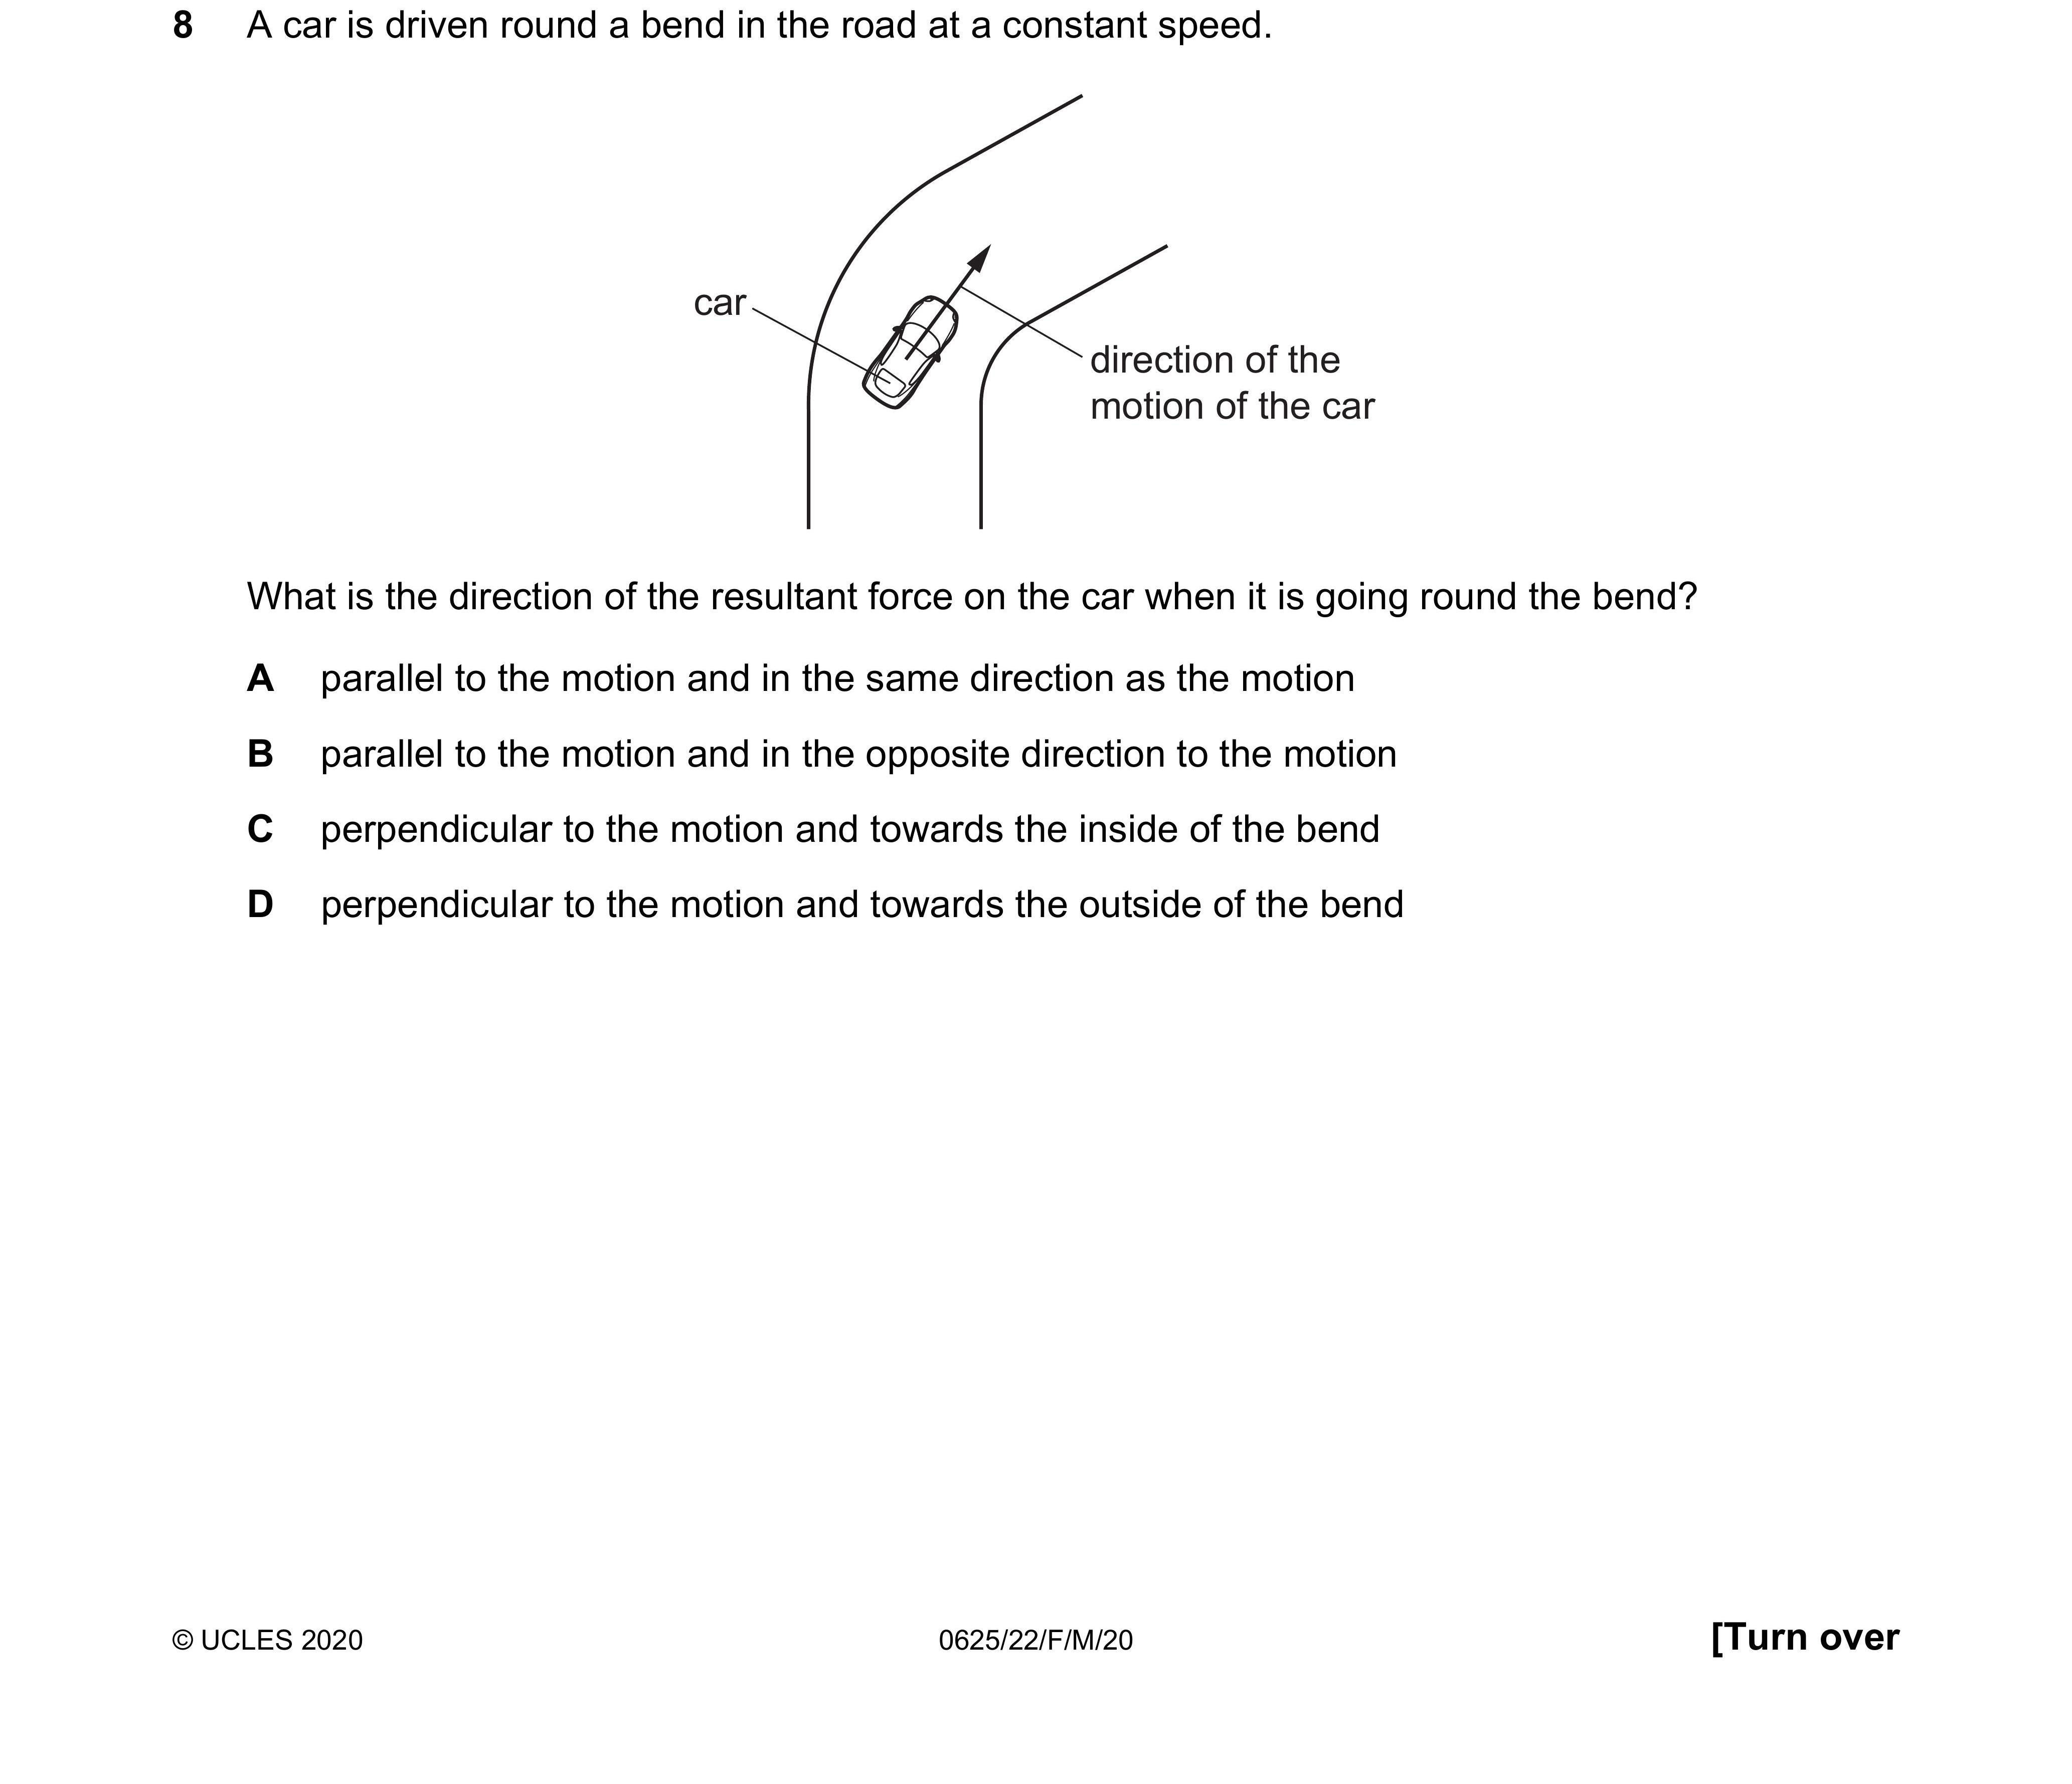 8 A car is driven round a bend in the road at a constant speed.
car
direction of the
motion of the car
What is the direction of the resultant force on the car when it is going round the bend?
A parallel to the motion and in the same direction as the motion
B parallel to the motion and in the opposite direction to the motion
C perpendicular to the motion and towards the inside of the bend
D perpendicular to the motion and towards the outside of the bend
© UCLES 2020 0625/22/F/M/20 [Turn over